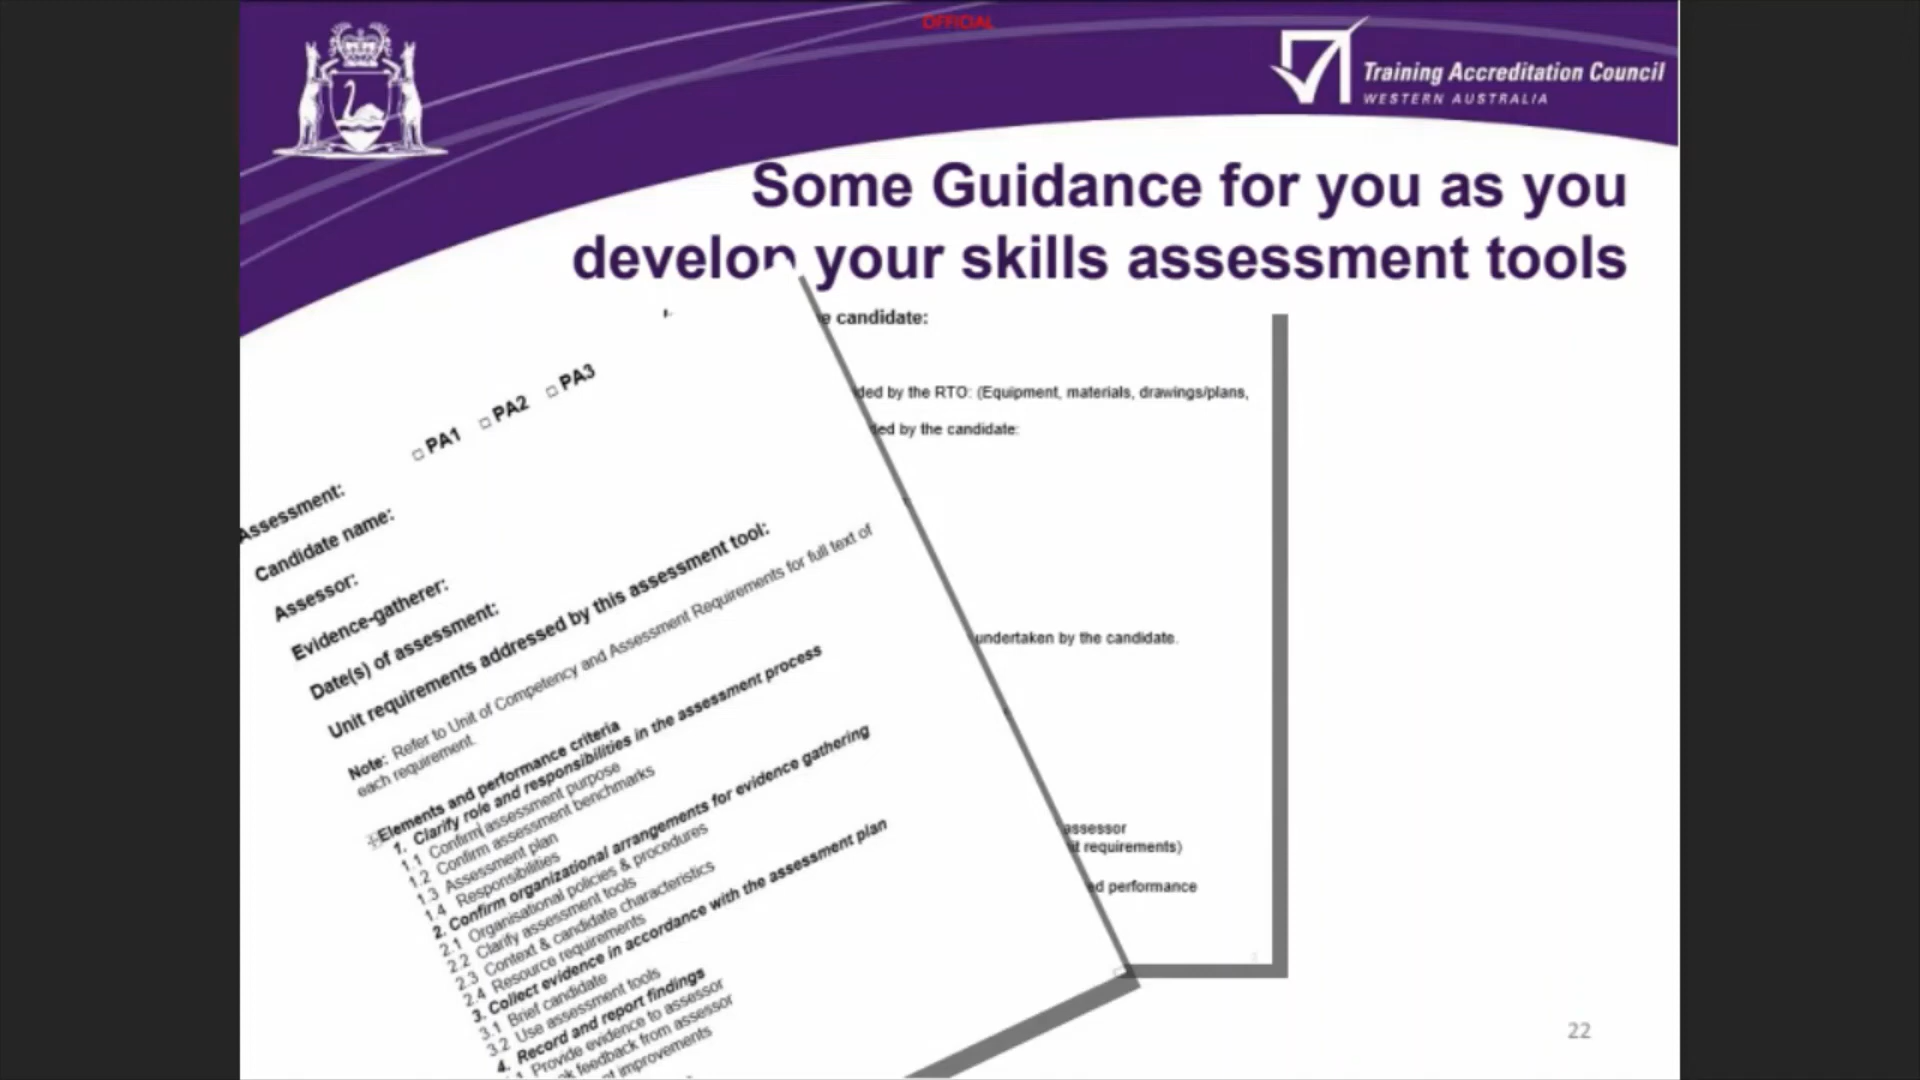 OFFICIAL
Training Accreditation Council
WESTERN AUSTRALIA
Some Guidance for you as you
develop your skills assessment tools
□ PA1 □ PA2 □ PA3
Assessment:
Candidate name:
Assessor:
Evidence-gatherer:
Date(s) of assessment:
Unit requirements addressed by this assessment tool:
Note: Refer to Unit of Competency and Assessment Requirements for full text of
each requirement.
Elements and performance criteria
1. Clarify role and responsibilities in the assessment process
1.1 Confirm assessment purpose
1.2 Confirm assessment benchmarks
1.3 Assessment plan
1.4 Responsibilities
2. Confirm organizational arrangements for evidence gathering
2.1 Organisational policies & procedures
2.2 Clarify assessment tools
2.3 Context & candidate characteristics
2.4 Resource requirements
3. Collect evidence in accordance with the assessment plan
3.1 Brief candidate
3.2 Use assessment tools
4. Record and report findings
Provide evidence to assessor
feedback from assessor
improvements
candidate:
by the RTO: (Equipment, materials, drawings/plans,
by the candidate:
undertaken by the candidate.
assessor
requirements)
performance
22